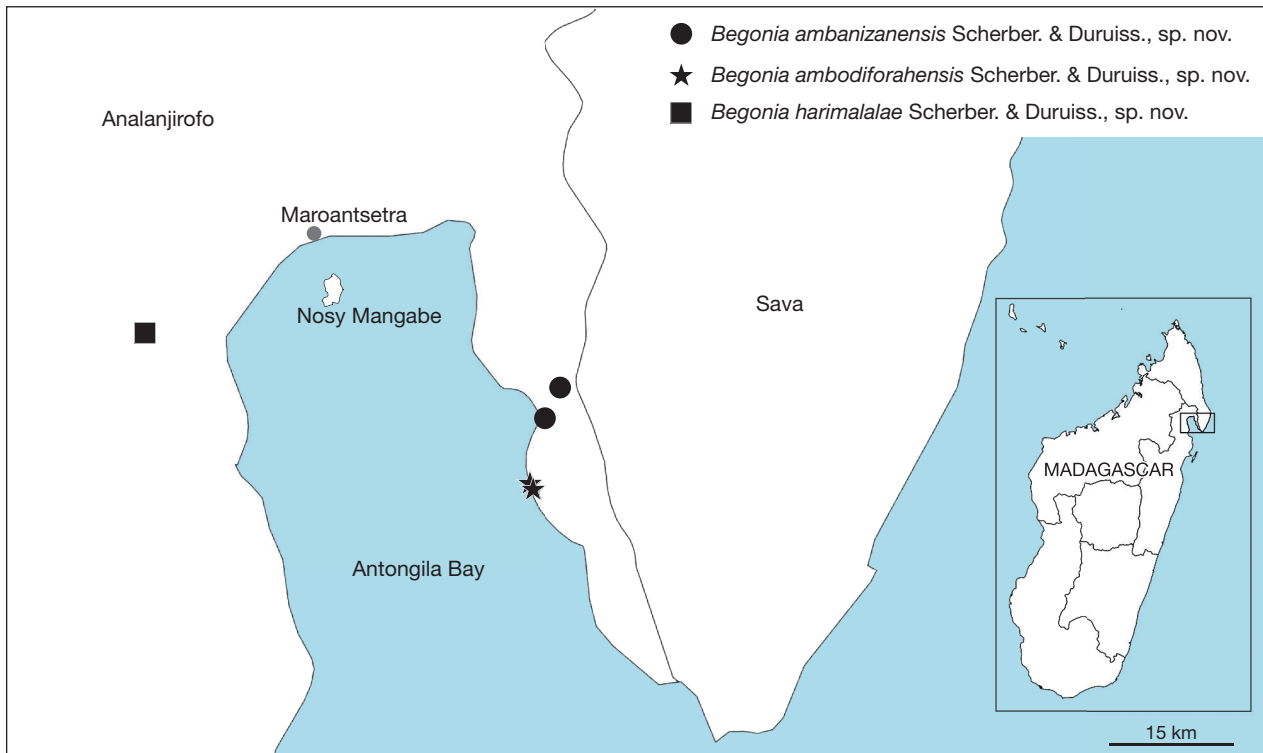 Begonia ambanizanensis Scherber. & Duruiss., sp. nov.
Begonia ambodiforahensis Scherber. & Duruiss., sp. nov.
Begonia harimalalae Scherber. & Duruiss., sp. nov.
Analanjirofo
Maroantsetra
Nosy Mangabe
Sava
Antongila Bay
MADAGASCAR
15 km